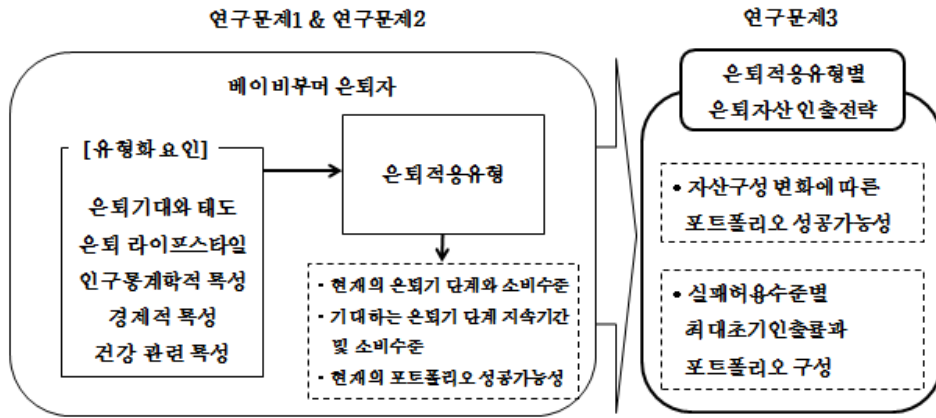 연구문제1 & 연구문제2
베이비부머 은퇴자
[유형화 요인]
은퇴기대와 태도
은퇴 라이프스타일
인구통계학적 특성
경제적 특성
건강 관련 특성
은퇴적응유형
· 현재의 은퇴기 단계와 소비수준
· 기대하는 은퇴기 단계 지속기간
및 소비수준
· 현재의 포트폴리오 성공가능성
연구문제3
은퇴적응유형별
은퇴자산 인출전략
• 자산구성 변화에 따른
포트폴리오 성공가능성
• 실패허용수준별
최대초기인출률과
포트폴리오 구성